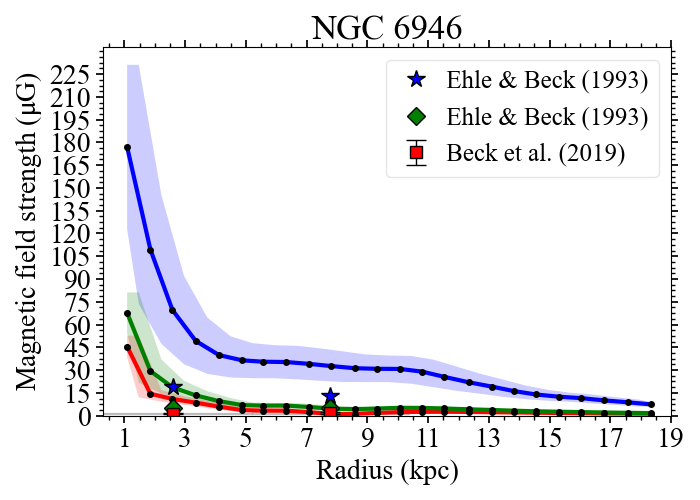 NGC 6946
Magnetic field strength (μG)
225
210
195
180
165
150
135
120
105
90
75
60
45
30
15
0
Ehle & Beck (1993)
Ehle & Beck (1993)
Beck et al. (2019)
1 3 5 7 9 11 13 15 17 19
Radius (kpc)